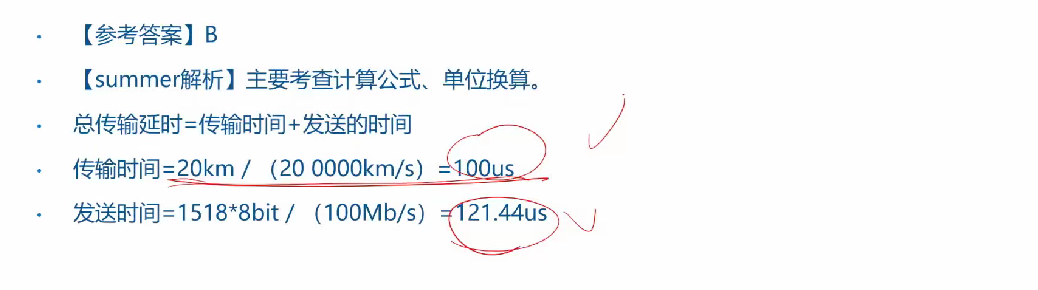 • 【参考答案】B
• 【summer解析】主要考查计算公式、单位换算。
• 总传输延时=传输时间+发送的时间
• 传输时间=20km / （20 0000km/s）=100us
• 发送时间=1518*8bit / （100Mb/s）=121.44us